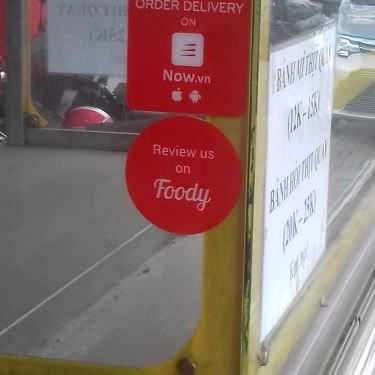 ORDER DELIVERY
ON
Now.vn
Review us
on
Foody
BÁNH MÌ THỊT QUAY
(12K - 15K)
BÁNH HỎI THỊT QUAY
(20K - 25K)